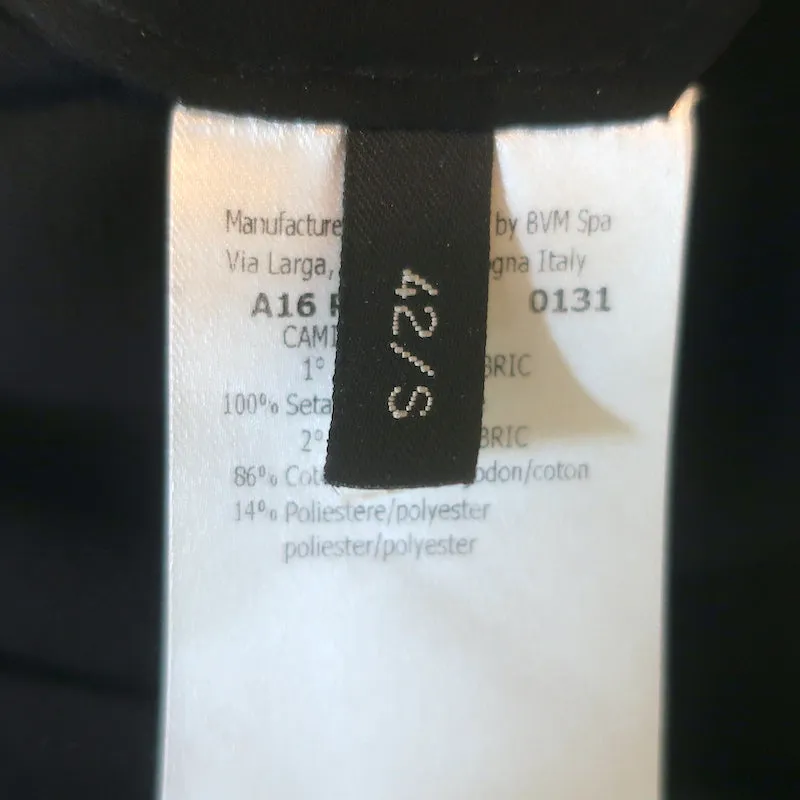 Manufacture by BVM Spa
Via Larga, gna Italy
A16 0131
CAMI
1° BRIC
100% Seta
2° BRIC
86% Cot odon/coton
14% Poliestere/polyester
poliester/polyester
42/S